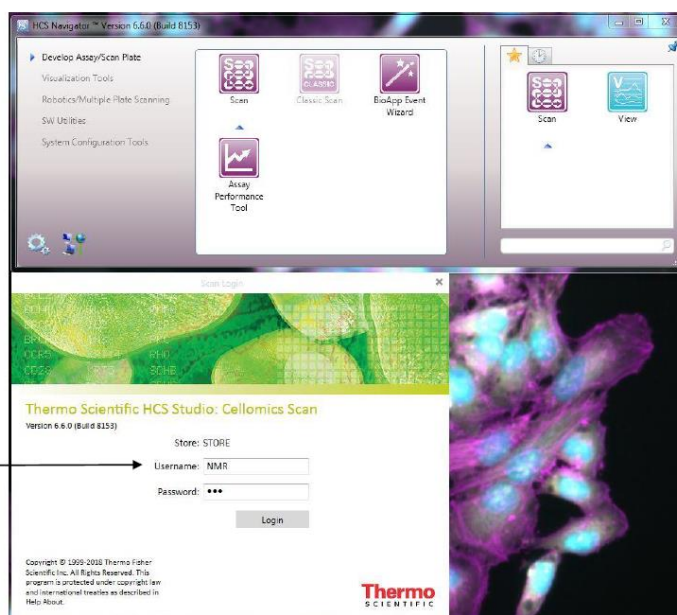 HCS Navigator ™ Version 6.6.0 (Build 8153)
Develop Assay/Scan Plate
Visualization Tools
Robotics/Multiple Plate Scanning
SW Utilities
System Configuration Tools
Scan
CLASSIC
Classic Scan
BioApp Event
Wizard
Assay
Performance
Tool
Scan
View
Scan Login
Thermo Scientific HCS Studio: Cellomics Scan
Version 6.6.0 (Build 8153)
Store: STORE
Username: NMR
Password: •••
Login
Copyright © 1999-2018 Thermo Fisher
Scientific Inc. All Rights Reserved. This
program is protected under copyright law
and international treaties as described in
Help About.
Thermo
SCIENTIFIC